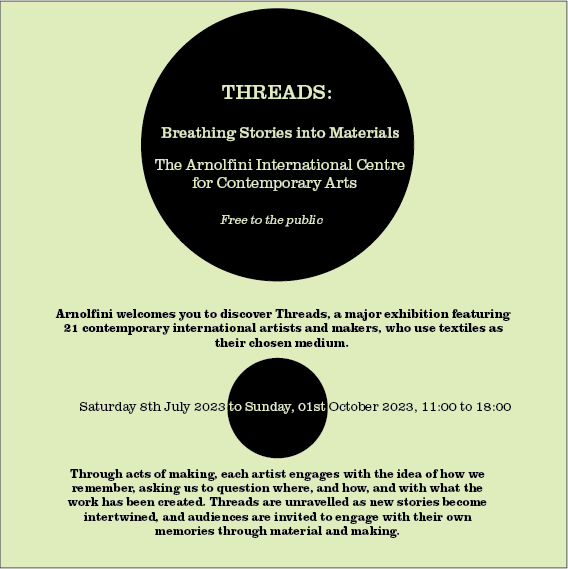 THREADS:
Breathing Stories into Materials
The Arnolfini International Centre
for Contemporary Arts
Free to the public
Arnolfini welcomes you to discover Threads, a major exhibition featuring
21 contemporary international artists and makers, who use textiles as
their chosen medium.
Saturday 8th July 2023 to Sunday, 01st October 2023, 11:00 to 18:00
Through acts of making, each artist engages with the idea of how we
remember, asking us to question where, and how, and with what the
work has been created. Threads are unravelled as new stories become
intertwined, and audiences are invited to engage with their own
memories through material and making.